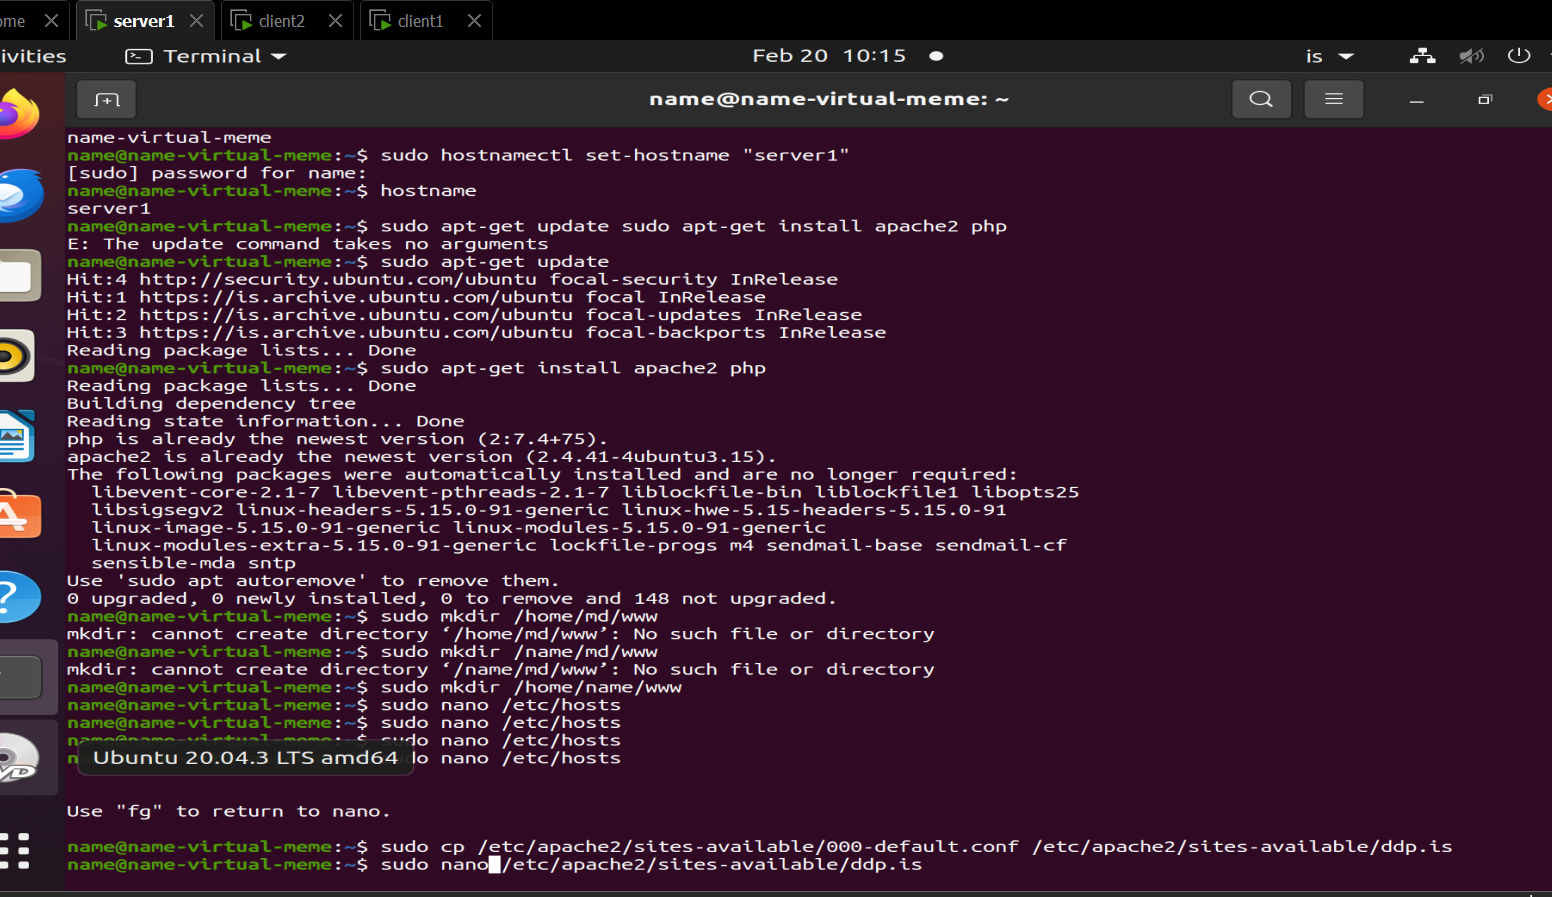 ome
server1
client2
client1
ivities
Terminal
Feb 20 10:15
is
name@name-virtual-meme: ~
name-virtual-meme
name@name-virtual-meme:~$ sudo hostnamectl set-hostname "server1"
[sudo] password for name:
name@name-virtual-meme:~$ hostname
server1
name@name-virtual-meme:~$ sudo apt-get update sudo apt-get install apache2 php
E: The update command takes no arguments
name@name-virtual-meme:~$ sudo apt-get update
Hit:4 http://security.ubuntu.com/ubuntu focal-security InRelease
Hit:1 https://is.archive.ubuntu.com/ubuntu focal InRelease
Hit:2 https://is.archive.ubuntu.com/ubuntu focal-updates InRelease
Hit:3 https://is.archive.ubuntu.com/ubuntu focal-backports InRelease
Reading package lists... Done
name@name-virtual-meme:~$ sudo apt-get install apache2 php
Reading package lists... Done
Building dependency tree
Reading state information... Done
php is already the newest version (2:7.4+75).
apache2 is already the newest version (2.4.41-4ubuntu3.15).
The following packages were automatically installed and are no longer required:
  libevent-core-2.1-7 libevent-pthreads-2.1-7 liblockfile-bin liblockfile1 libopts25
  libsigsegv2 linux-headers-5.15.0-91-generic linux-hwe-5.15-headers-5.15.0-91
  linux-image-5.15.0-91-generic linux-modules-5.15.0-91-generic
  linux-modules-extra-5.15.0-91-generic lockfile-progs m4 sendmail-base sendmail-cf
  sensible-mda sntp
Use 'sudo apt autoremove' to remove them.
0 upgraded, 0 newly installed, 0 to remove and 148 not upgraded.
name@name-virtual-meme:~$ sudo mkdir /home/md/www
mkdir: cannot create directory ‘/home/md/www’: No such file or directory
name@name-virtual-meme:~$ sudo mkdir /name/md/www
mkdir: cannot create directory ‘/name/md/www’: No such file or directory
name@name-virtual-meme:~$ sudo mkdir /home/name/www
name@name-virtual-meme:~$ sudo nano /etc/hosts
name@name-virtual-meme:~$ sudo nano /etc/hosts
name@name-virtual-meme:~$ sudo nano /etc/hosts
n
Ubuntu 20.04.3 LTS amd64
do nano /etc/hosts
Use "fg" to return to nano.
name@name-virtual-meme:~$ sudo cp /etc/apache2/sites-available/000-default.conf /etc/apache2/sites-available/ddp.is
name@name-virtual-meme:~$ sudo nano /etc/apache2/sites-available/ddp.is